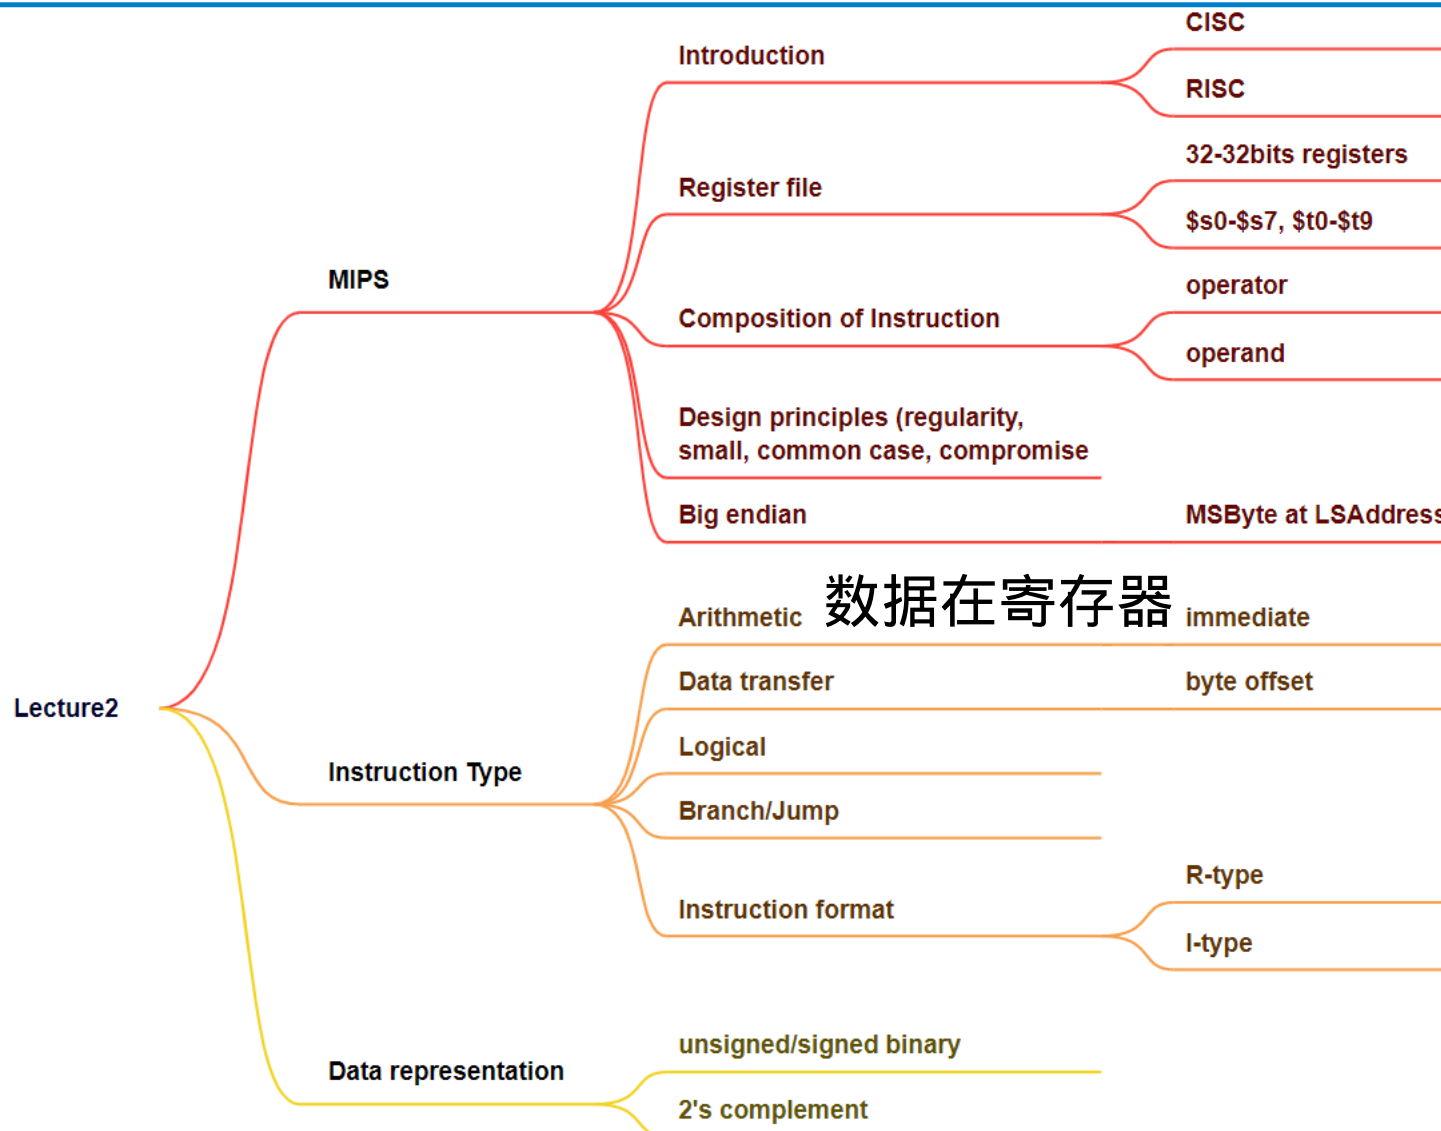 CISC
Introduction
RISC
32-32bits registers
Register file
$s0-$s7, $t0-$t9
MIPS
operator
Composition of Instruction
operand
Design principles (regularity,
small, common case, compromise
Big endian
MSByte at LSAddress
Arithmetic 数据在寄存器 immediate
Data transfer
byte offset
Lecture2
Logical
Instruction Type
Branch/Jump
R-type
Instruction format
I-type
unsigned/signed binary
Data representation
2's complement